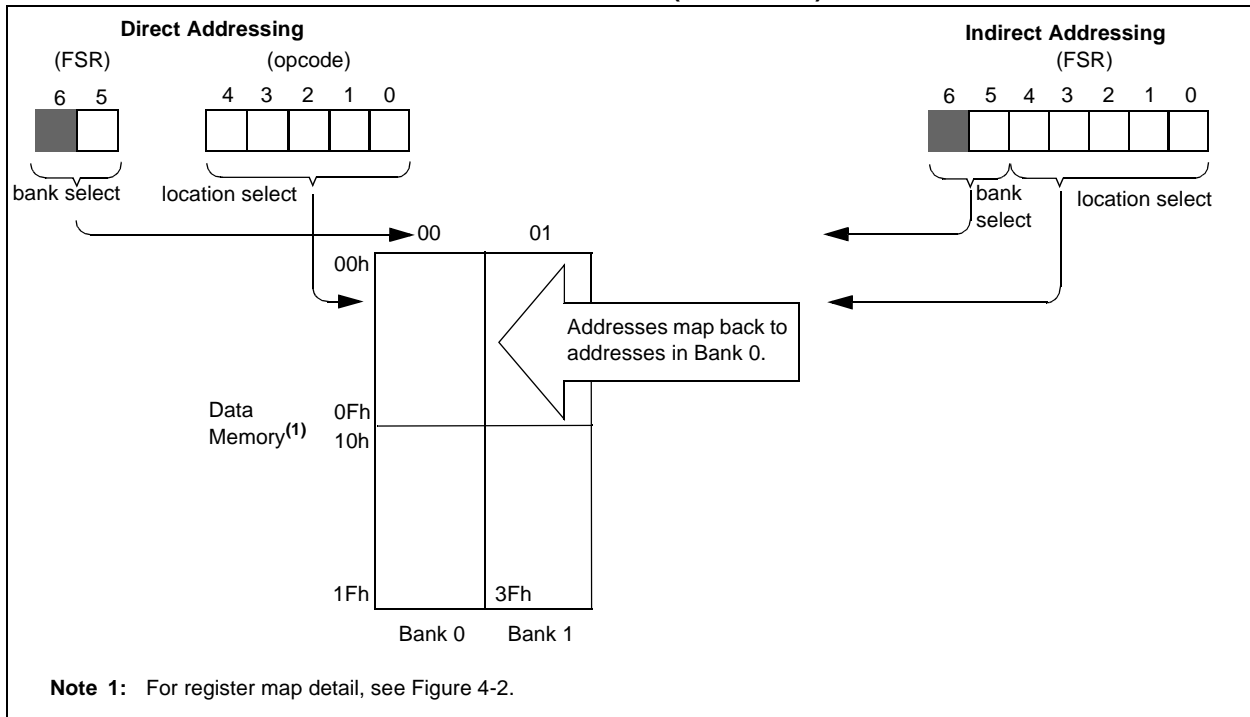 Direct Addressing
(FSR) (opcode)
6 5 4 3 2 1 0
bank select location select
Indirect Addressing
(FSR)
6 5 4 3 2 1 0
bank
select
location select
00 01
00h
Addresses map back to
addresses in Bank 0.
Data
Memory(1)
0Fh
10h
1Fh 3Fh
Bank 0 Bank 1
Note 1: For register map detail, see Figure 4-2.